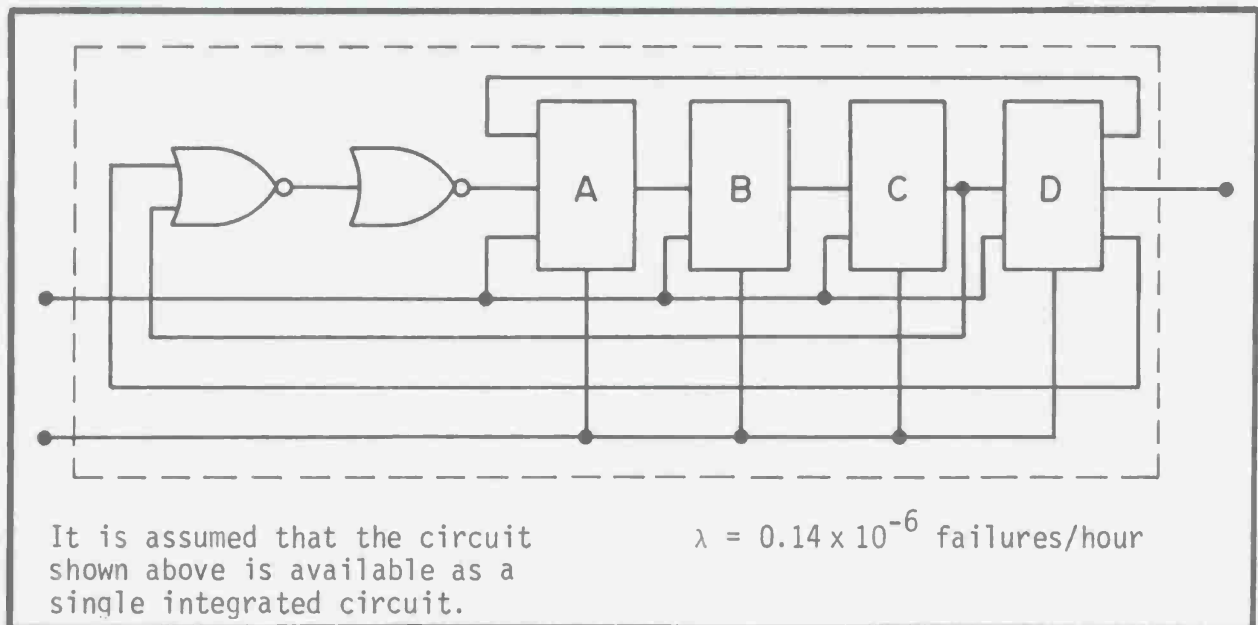 A B C D
It is assumed that the circuit
shown above is available as a
single integrated circuit.
λ = 0.14 x 10⁻⁶ failures/hour